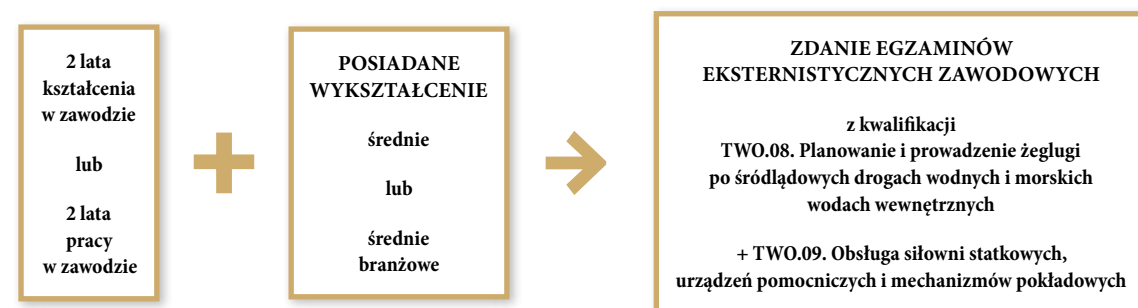 2 lata
kształcenia
w zawodzie
lub
2 lata
pracy
w zawodzie
POSIADANE
WYKSZTAŁCENIE
średnie
lub
średnie
branżowe
ZDANIE EGZAMINÓW
EKSTERNISTYCZNYCH ZAWODOWYCH
z kwalifikacji
TWO.08. Planowanie i prowadzenie żeglugi
po śródlądowych drogach wodnych i morskich
wodach wewnętrznych
+ TWO.09. Obsługa siłowni statkowych,
urządzeń pomocniczych i mechanizmów pokładowych